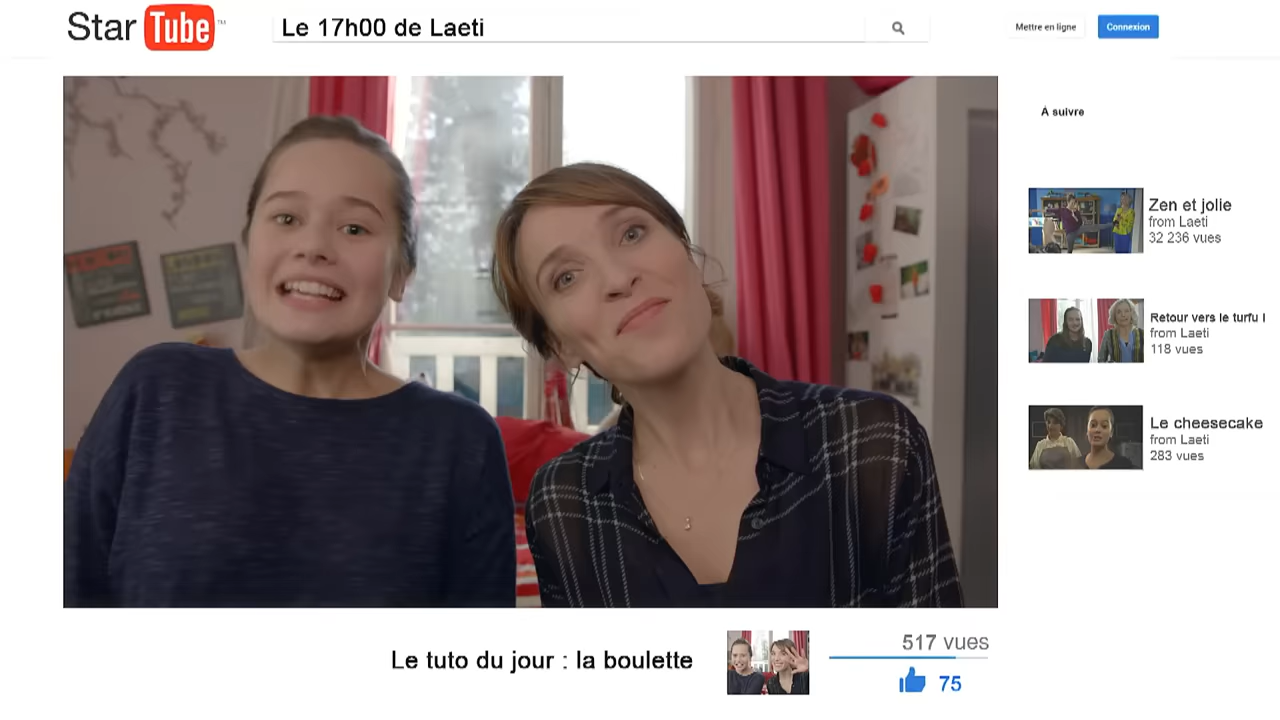 Star Tube™
Le 17h00 de Laeti
Mettre en ligne
Connexion
À suivre
Zen et jolie
from Laeti
32 236 vues
Retour vers le turfu !
from Laeti
118 vues
Le cheesecake
from Laeti
283 vues
Le tuto du jour : la boulette
517 vues
75